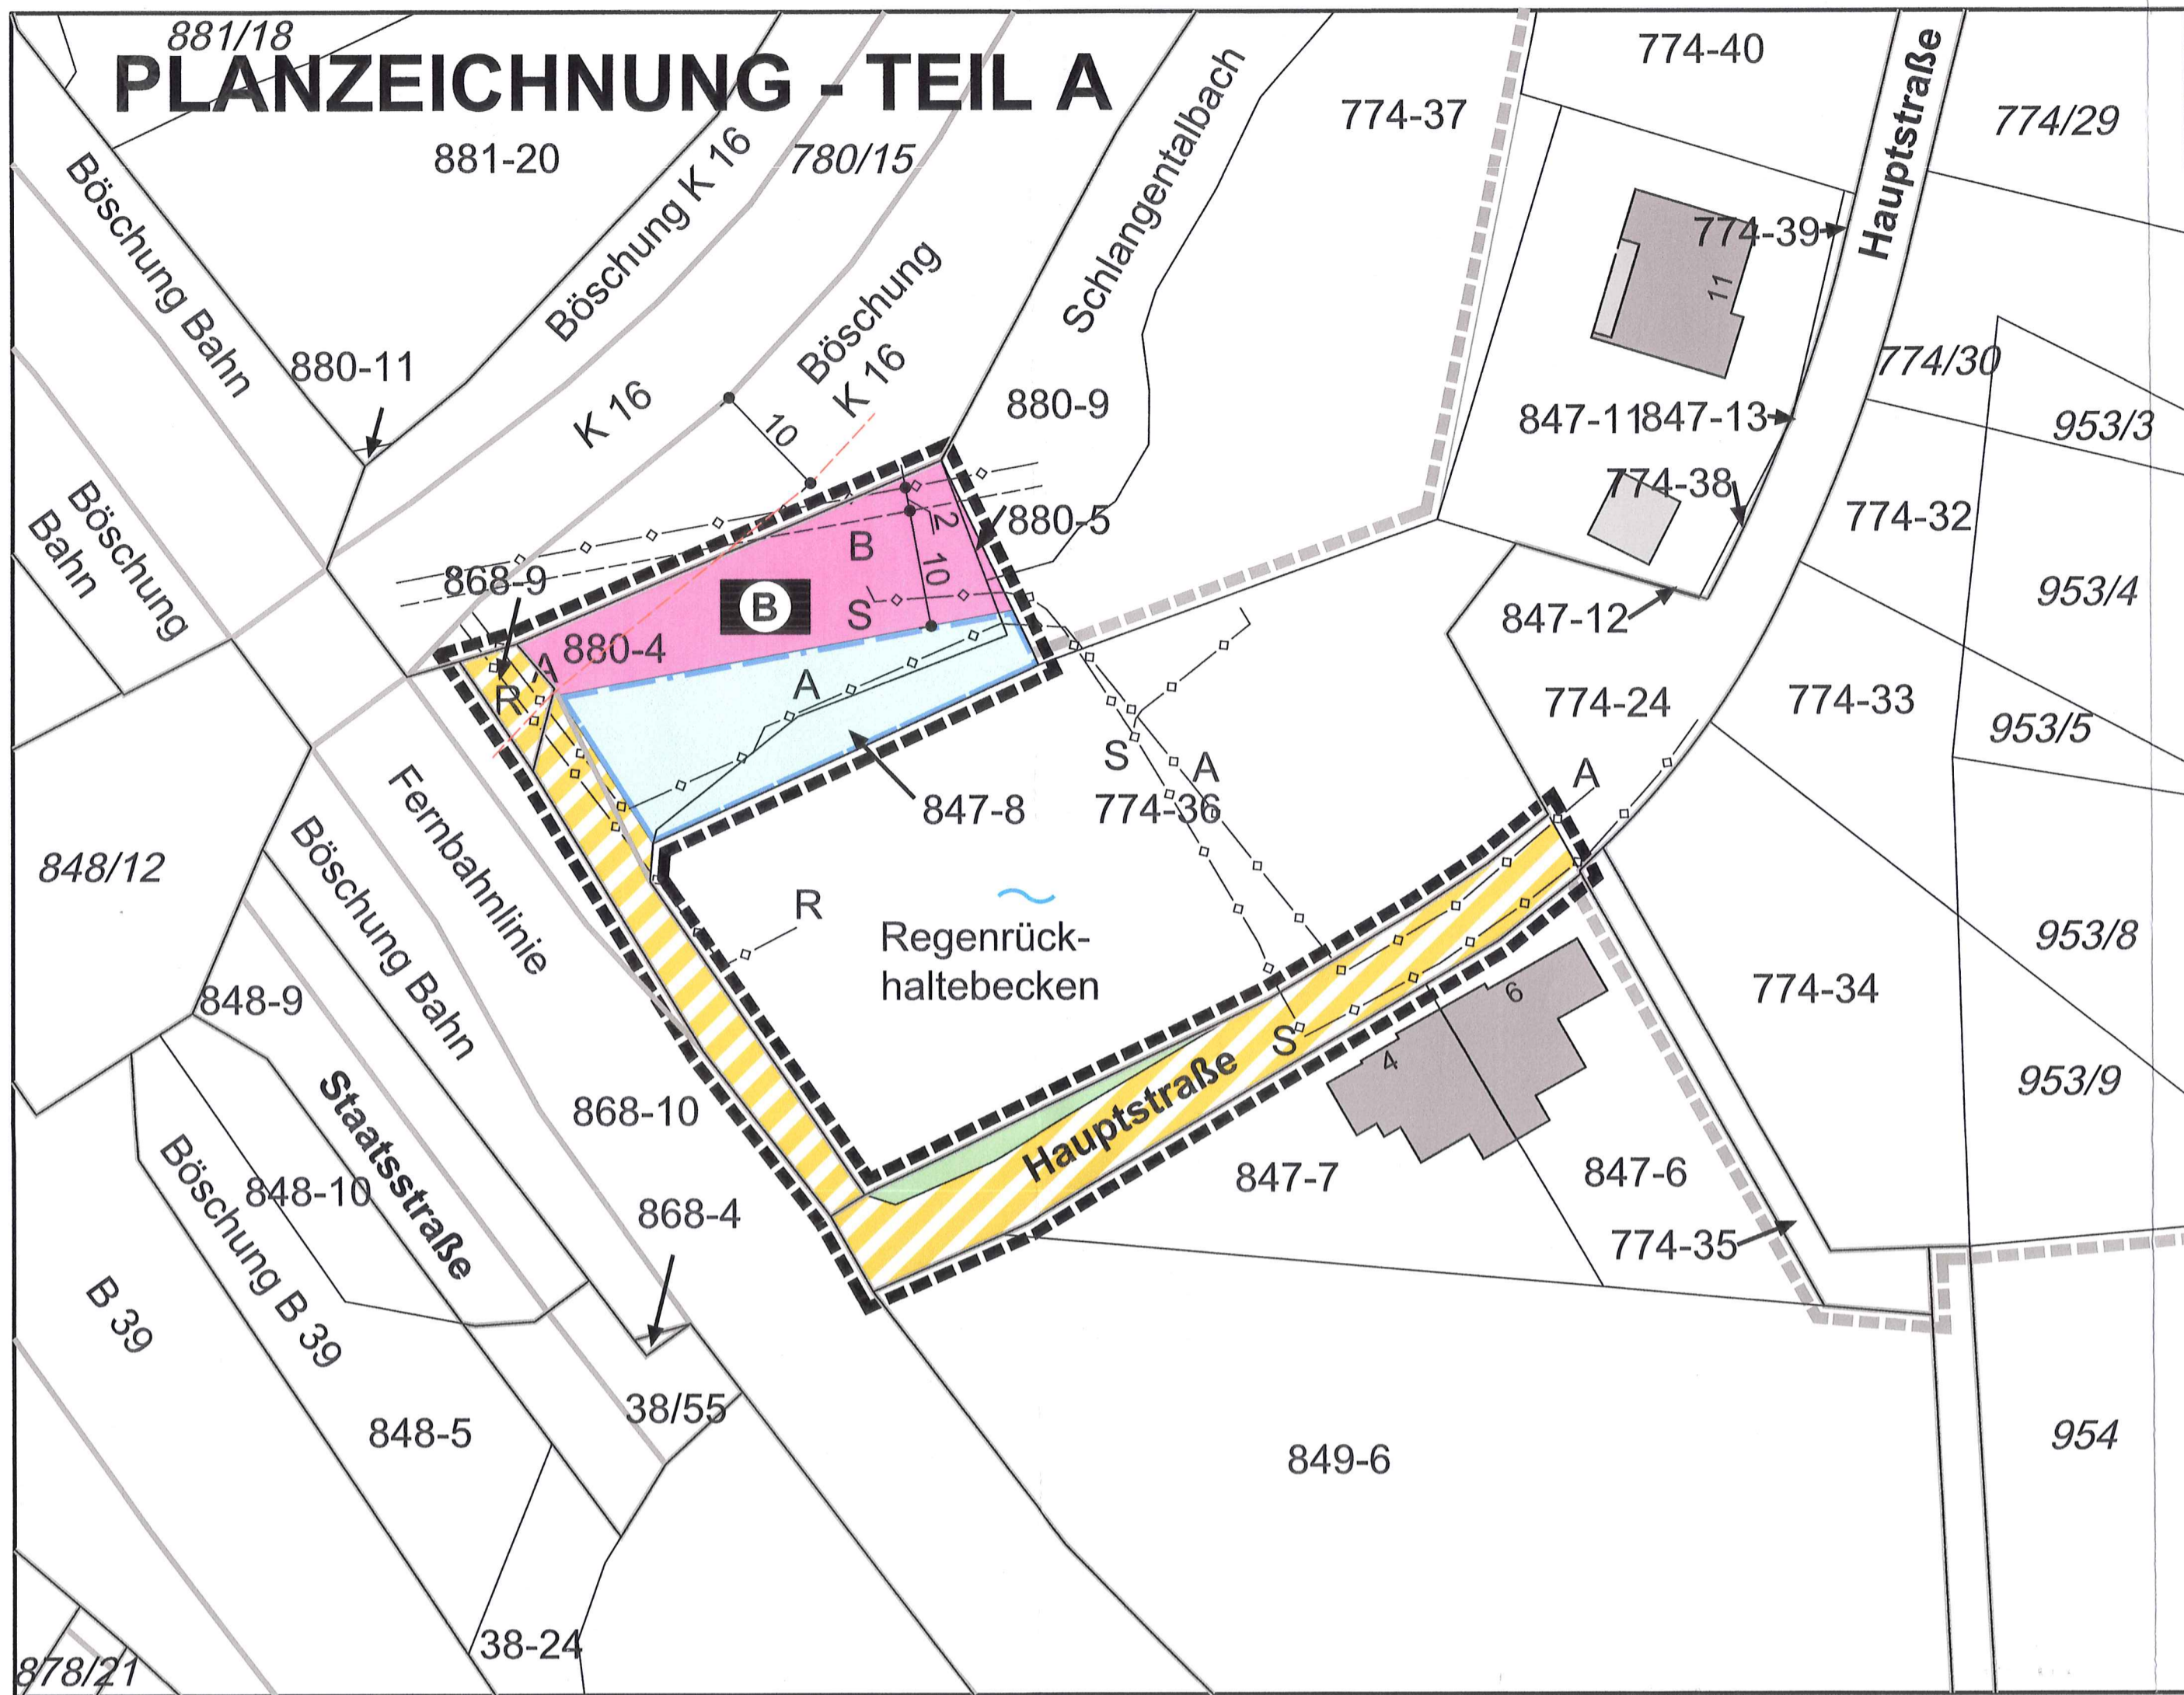 881/18
PLANZEICHNUNG - TEIL A
774-40
Hauptstraße
774-37
774/29
881-20
Böschung K 16
780/15
Böschung Bahn
Schlangentalbach
774-39
11
Böschung
K 16
880-11
K 16
10
880-9
774/30
847-11
847-13
953/3
774-38
Böschung
Bahn
2
880-5
774-32
B
10
868-9
B
S
953/4
847-12
880-4
A
R
A
774-24
774-33
953/5
S
A
A
847-8
774-36
Fernbahnlinie
848/12
Böschung Bahn
R
Regenrück-
haltebecken
953/8
848-9
774-34
6
S
4
Staatsstraße
868-10
Hauptstraße
953/9
848-10
Böschung B 39
847-7
847-6
868-4
774-35
B 39
38/55
848-5
849-6
954
38-24
878/21